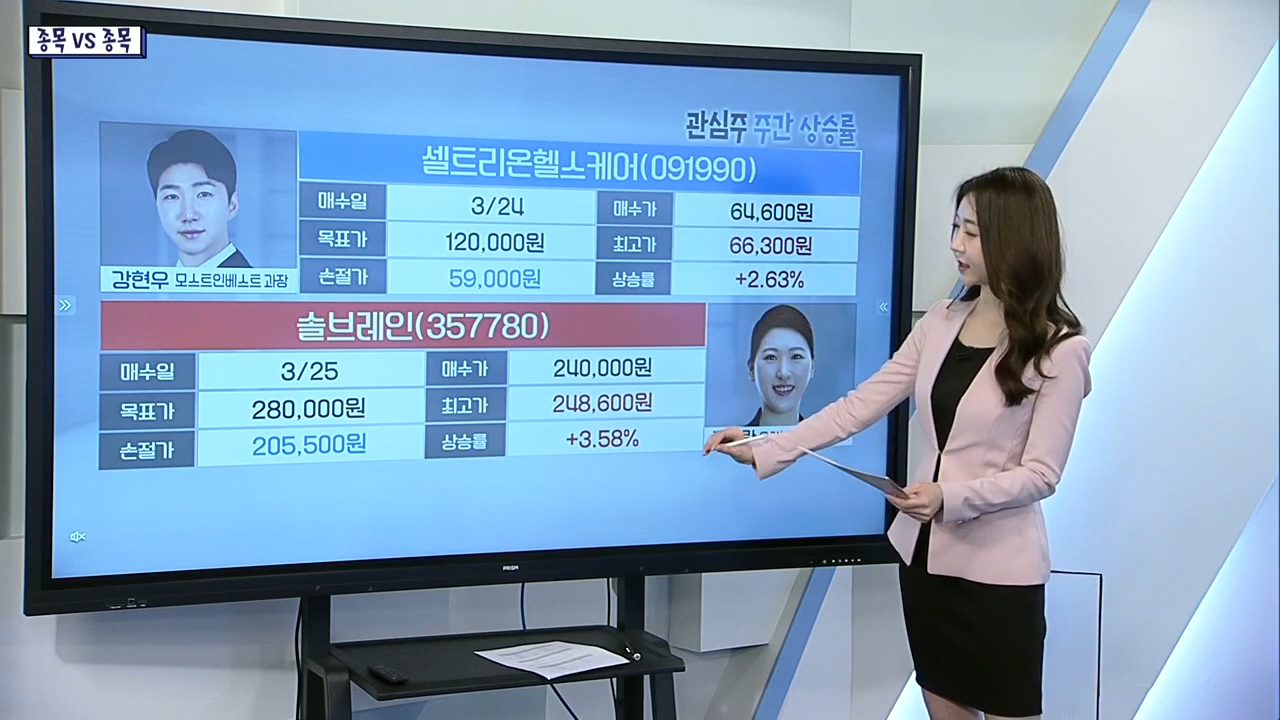 종목 VS 종목
관심주 주간 상승률
셀트리온헬스케어(091990)
매수일 3/24 매수가 64,600원
목표가 120,000원 최고가 66,300원
손절가 59,000원 상승률 +2.63%
강현우 모스트인베스트 과장
솔브레인(357780)
매수일 3/25 매수가 240,000원
목표가 280,000원 최고가 248,600원
손절가 205,500원 상승률 +3.58%
PRISM